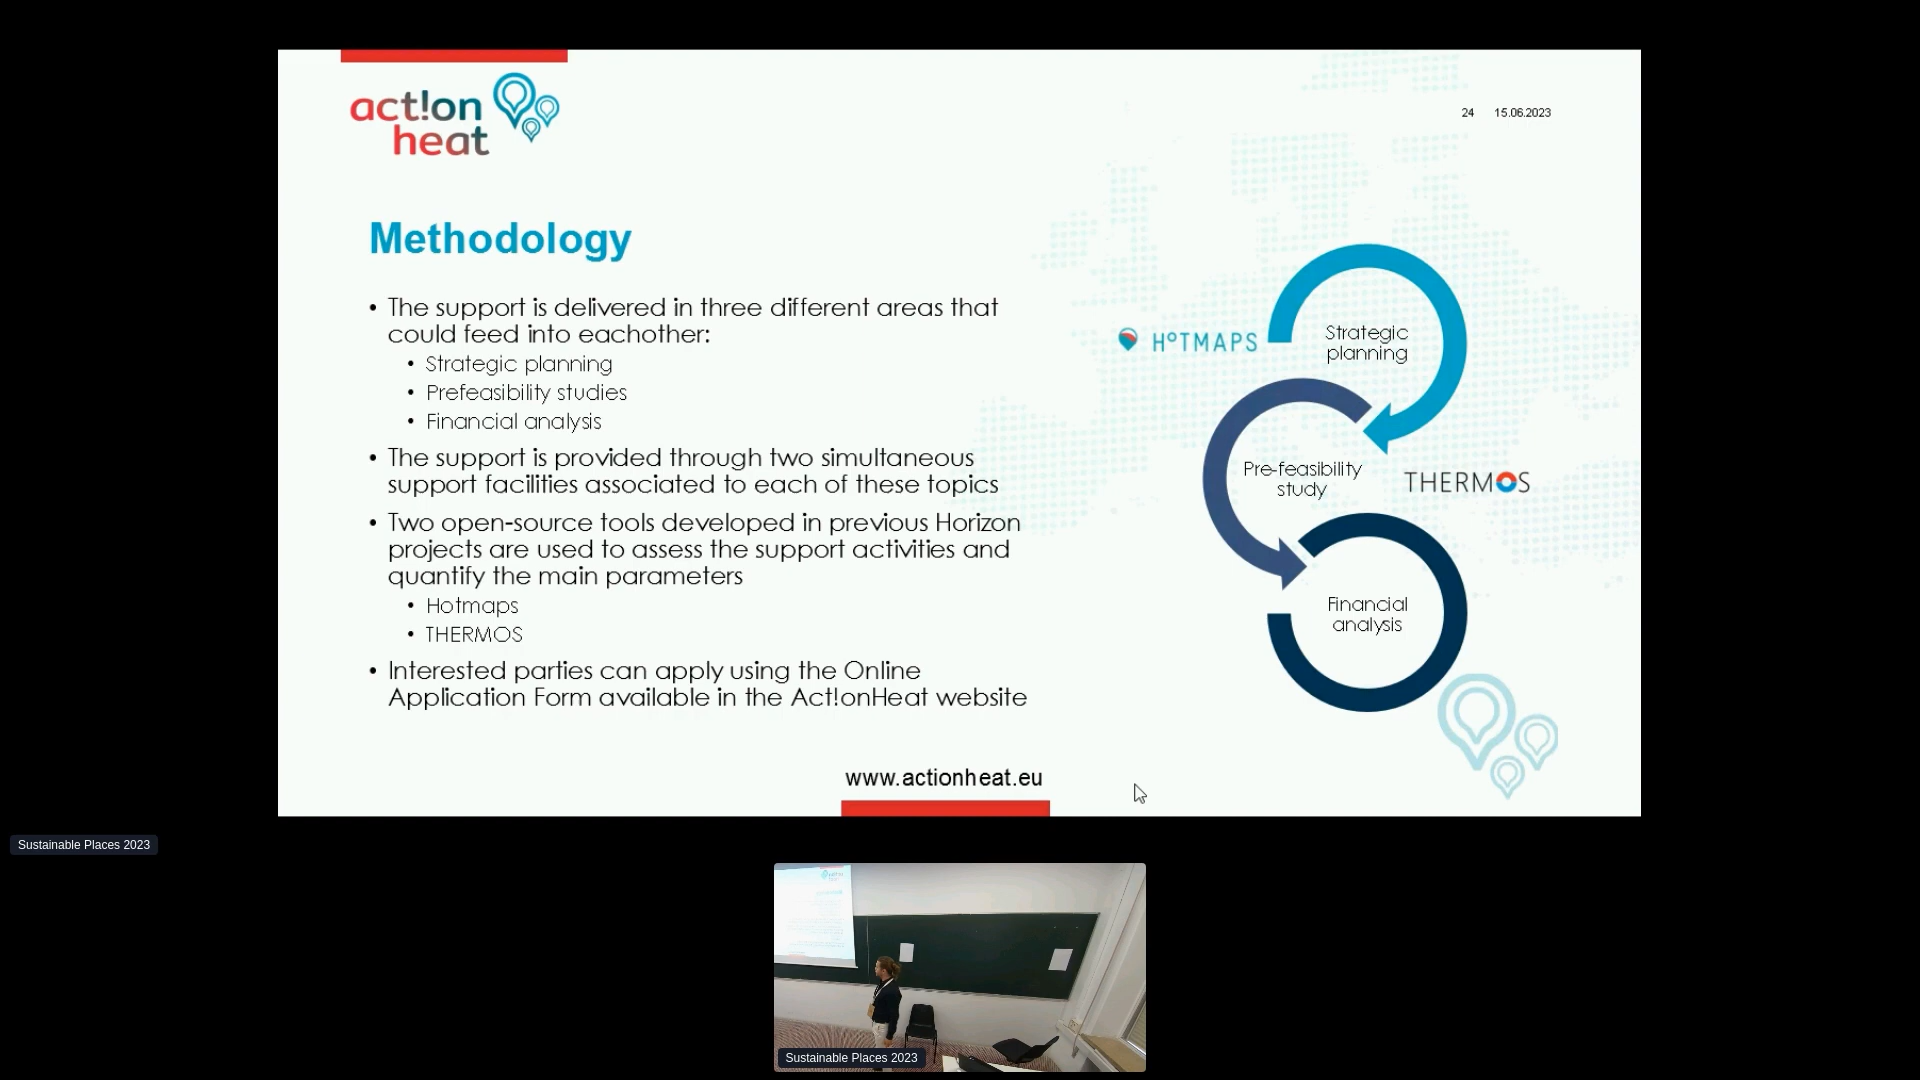 act!on
heat
24 15.06.2023
Methodology
• The support is delivered in three different areas that
could feed into eachother:
• Strategic planning
• Prefeasibility studies
• Financial analysis
• The support is provided through two simultaneous
support facilities associated to each of these topics
• Two open-source tools developed in previous Horizon
projects are used to assess the support activities and
quantify the main parameters
• Hotmaps
• THERMOS
• Interested parties can apply using the Online
Application Form available in the Act!onHeat website
HOTMAPS
Strategic
planning
Pre-feasibility
study
THERMOS
Financial
analysis
www.actionheat.eu
Sustainable Places 2023
Sustainable Places 2023